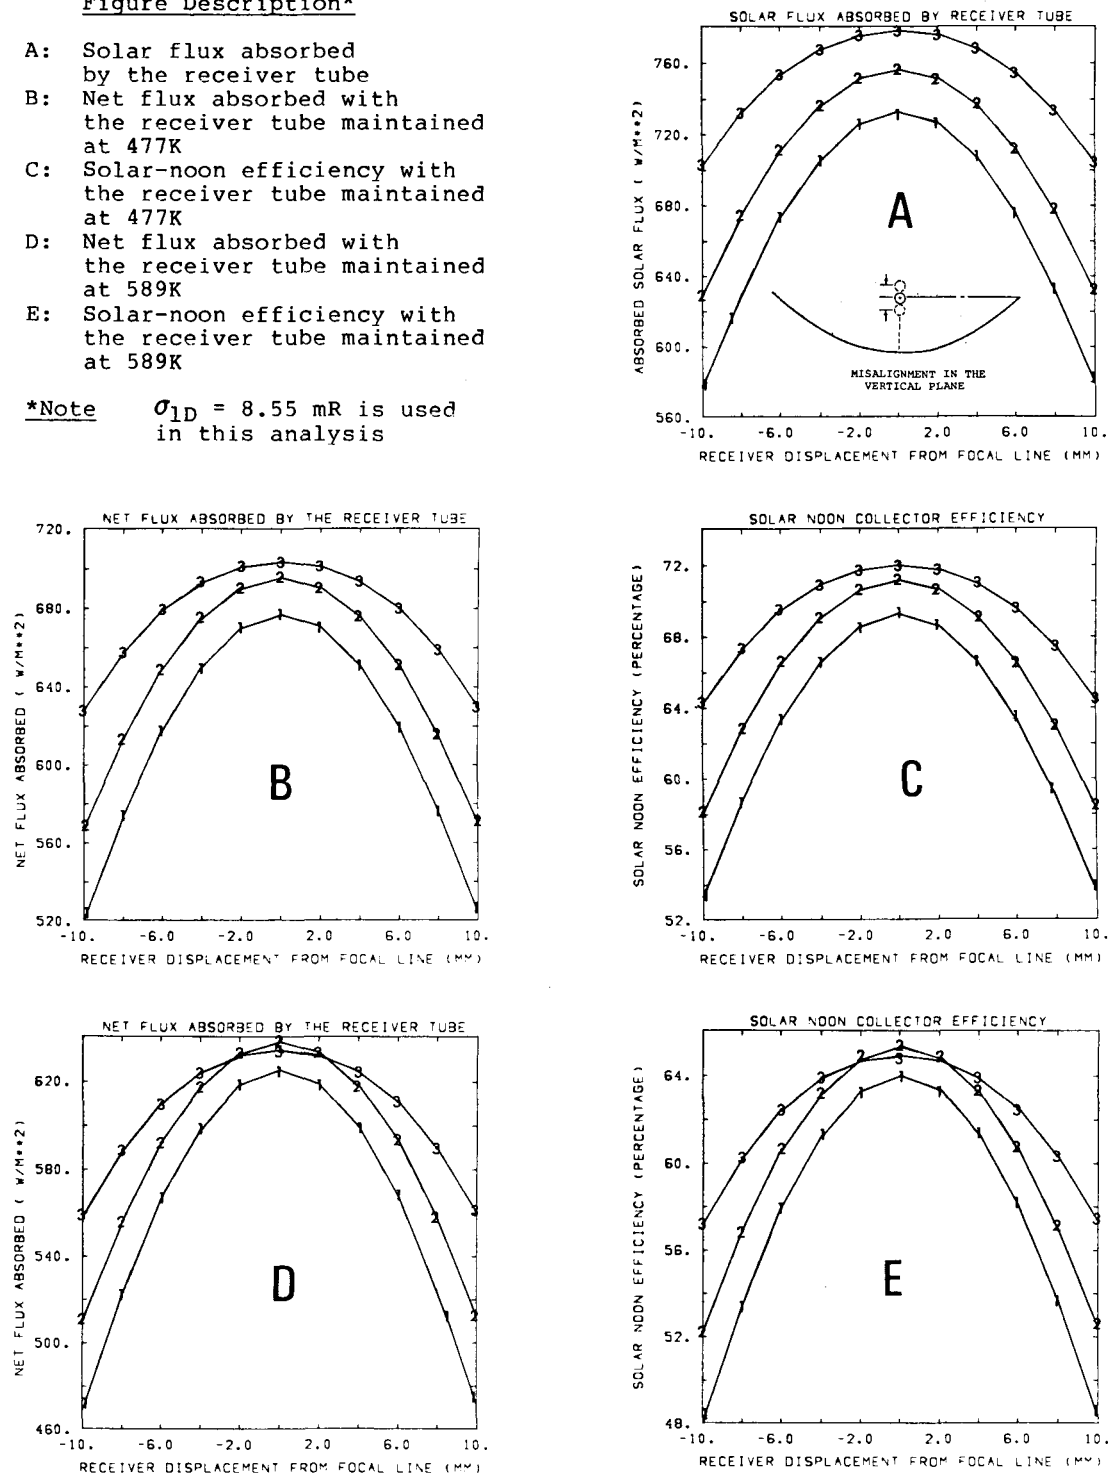 Figure Description*
A: Solar flux absorbed
by the receiver tube
B: Net flux absorbed with
the receiver tube maintained
at 477K
C: Solar-noon efficiency with
the receiver tube maintained
at 477K
D: Net flux absorbed with
the receiver tube maintained
at 589K
E: Solar-noon efficiency with
the receiver tube maintained
at 589K
*Note σ1D = 8.55 mR is used
in this analysis
SOLAR FLUX ABSORBED BY RECEIVER TUBE
ABSORBED SOLAR FLUX ( W/M**2)
760.
720.
680.
640.
600.
560.
A
MISALIGNMENT IN THE
VERTICAL PLANE
-10. -6.0 -2.0 2.0 6.0 10.
RECEIVER DISPLACEMENT FROM FOCAL LINE (MM)
NET FLUX ABSORBED BY THE RECEIVER TUBE
NET FLUX ABSORBED ( W/M**2)
720.
680.
640.
600.
560.
520.
B
-10. -6.0 -2.0 2.0 6.0 10.
RECEIVER DISPLACEMENT FROM FOCAL LINE (MM)
SOLAR NOON COLLECTOR EFFICIENCY
SOLAR NOON EFFICIENCY (PERCENTAGE)
72.
68.
64.
60.
56.
52.
C
-10. -6.0 -2.0 2.0 6.0 10.
RECEIVER DISPLACEMENT FROM FOCAL LINE (MM)
NET FLUX ABSORBED BY THE RECEIVER TUBE
NET FLUX ABSORBED ( W/M**2)
620.
580.
540.
500.
460.
D
-10. -6.0 -2.0 2.0 6.0 10.
RECEIVER DISPLACEMENT FROM FOCAL LINE (MM)
SOLAR NOON COLLECTOR EFFICIENCY
SOLAR NOON EFFICIENCY (PERCENTAGE)
64.
60.
56.
52.
48.
E
-10. -6.0 -2.0 2.0 6.0 10.
RECEIVER DISPLACEMENT FROM FOCAL LINE (MM)